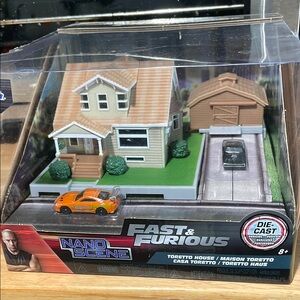 FAST &
FURIOUS
NANO
SCENE
TORETTO HOUSE / MAISON TORETTO
CASA TORETTO / TORETTO HAUS
DIE-
CAST
8+